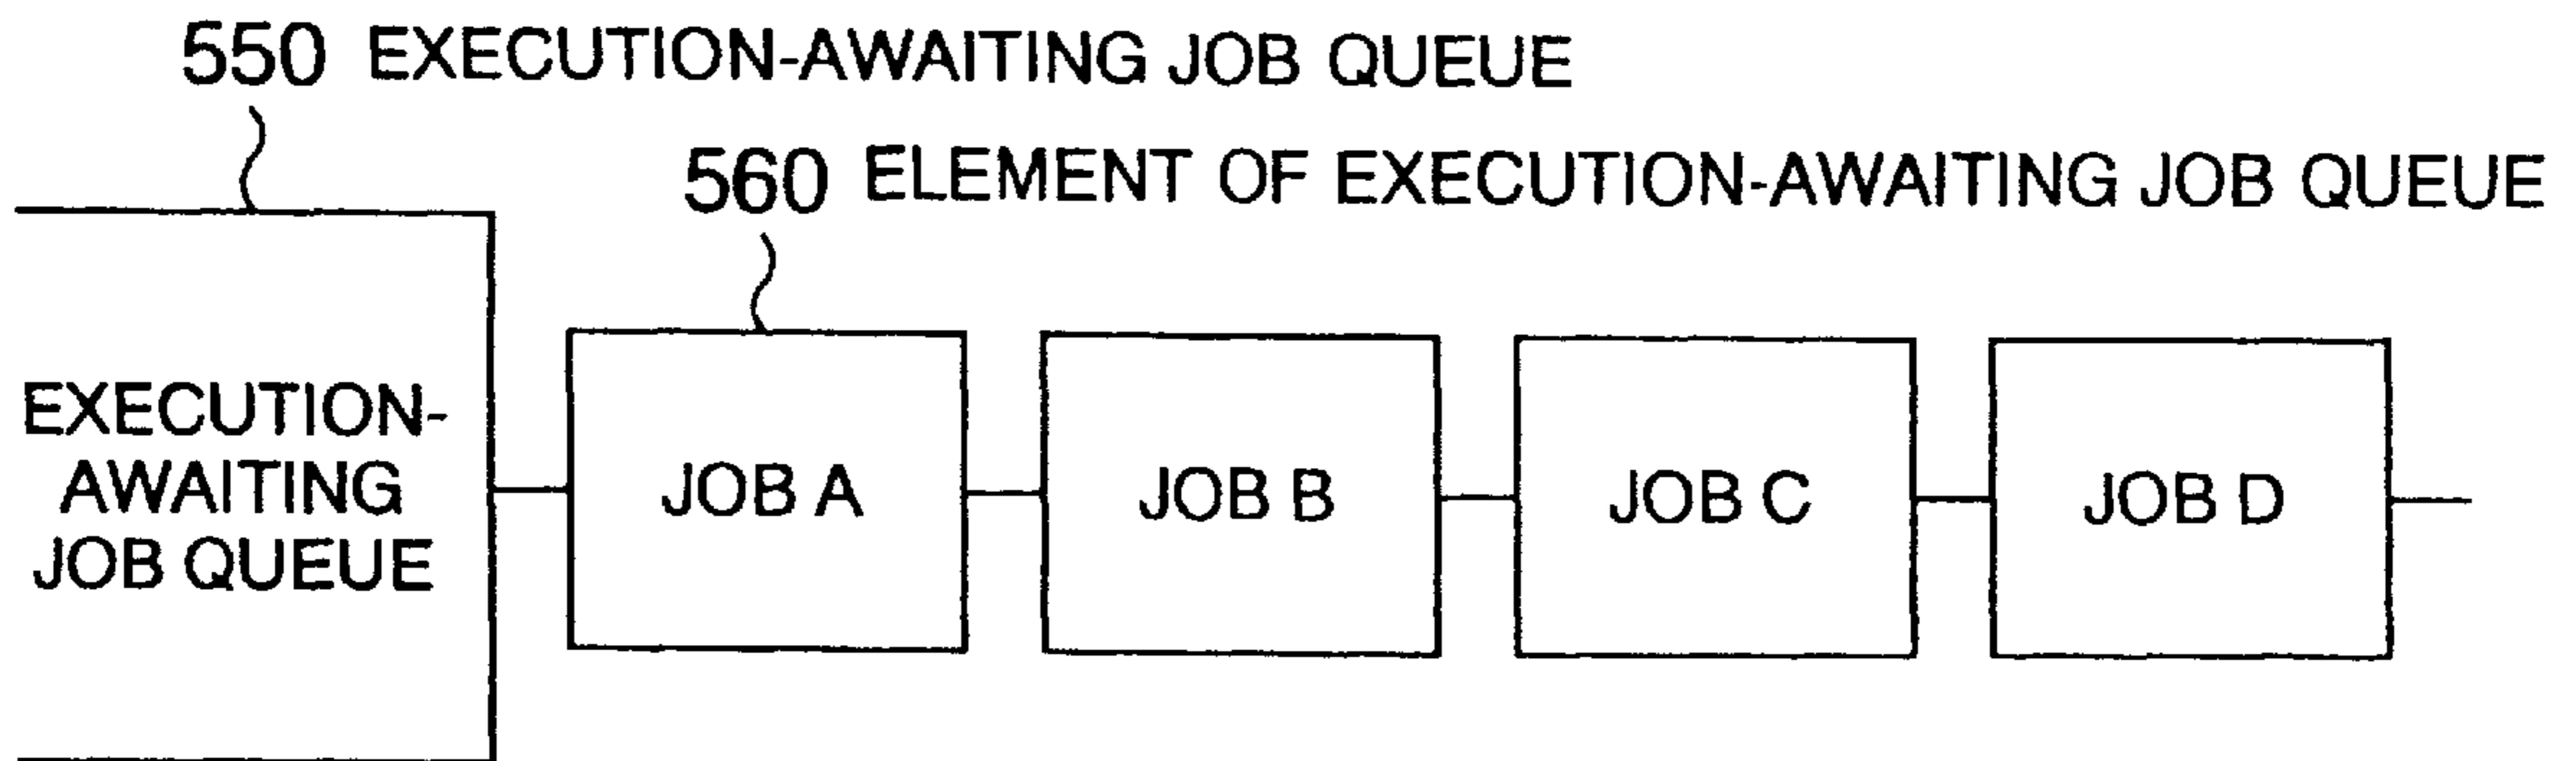 550 EXECUTION-AWAITING JOB QUEUE
560 ELEMENT OF EXECUTION-AWAITING JOB QUEUE
EXECUTION-
AWAITING
JOB QUEUE
JOB A
JOB B
JOB C
JOB D